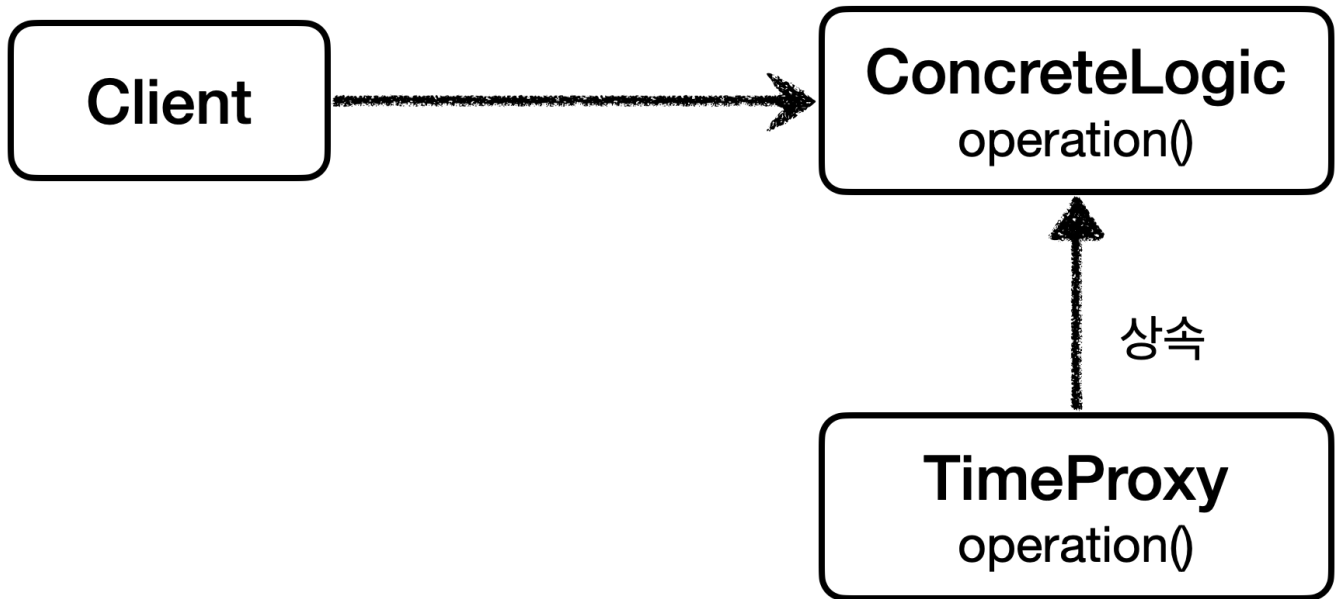 Client
ConcreteLogic
operation()
상속
TimeProxy
operation()